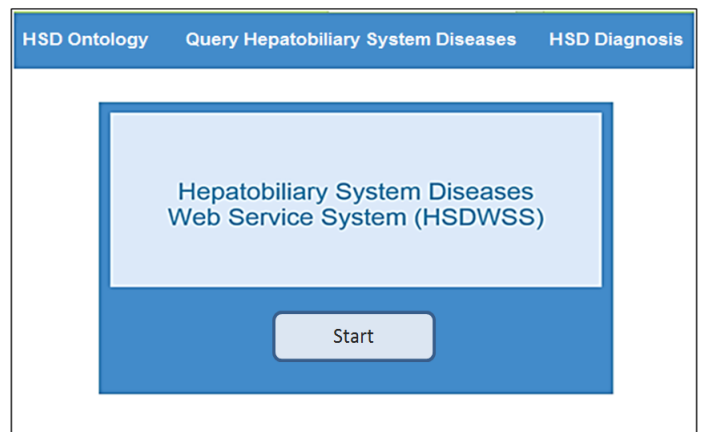 HSD Ontology Query Hepatobiliary System Diseases HSD Diagnosis
Hepatobiliary System Diseases
Web Service System (HSDWSS)
Start